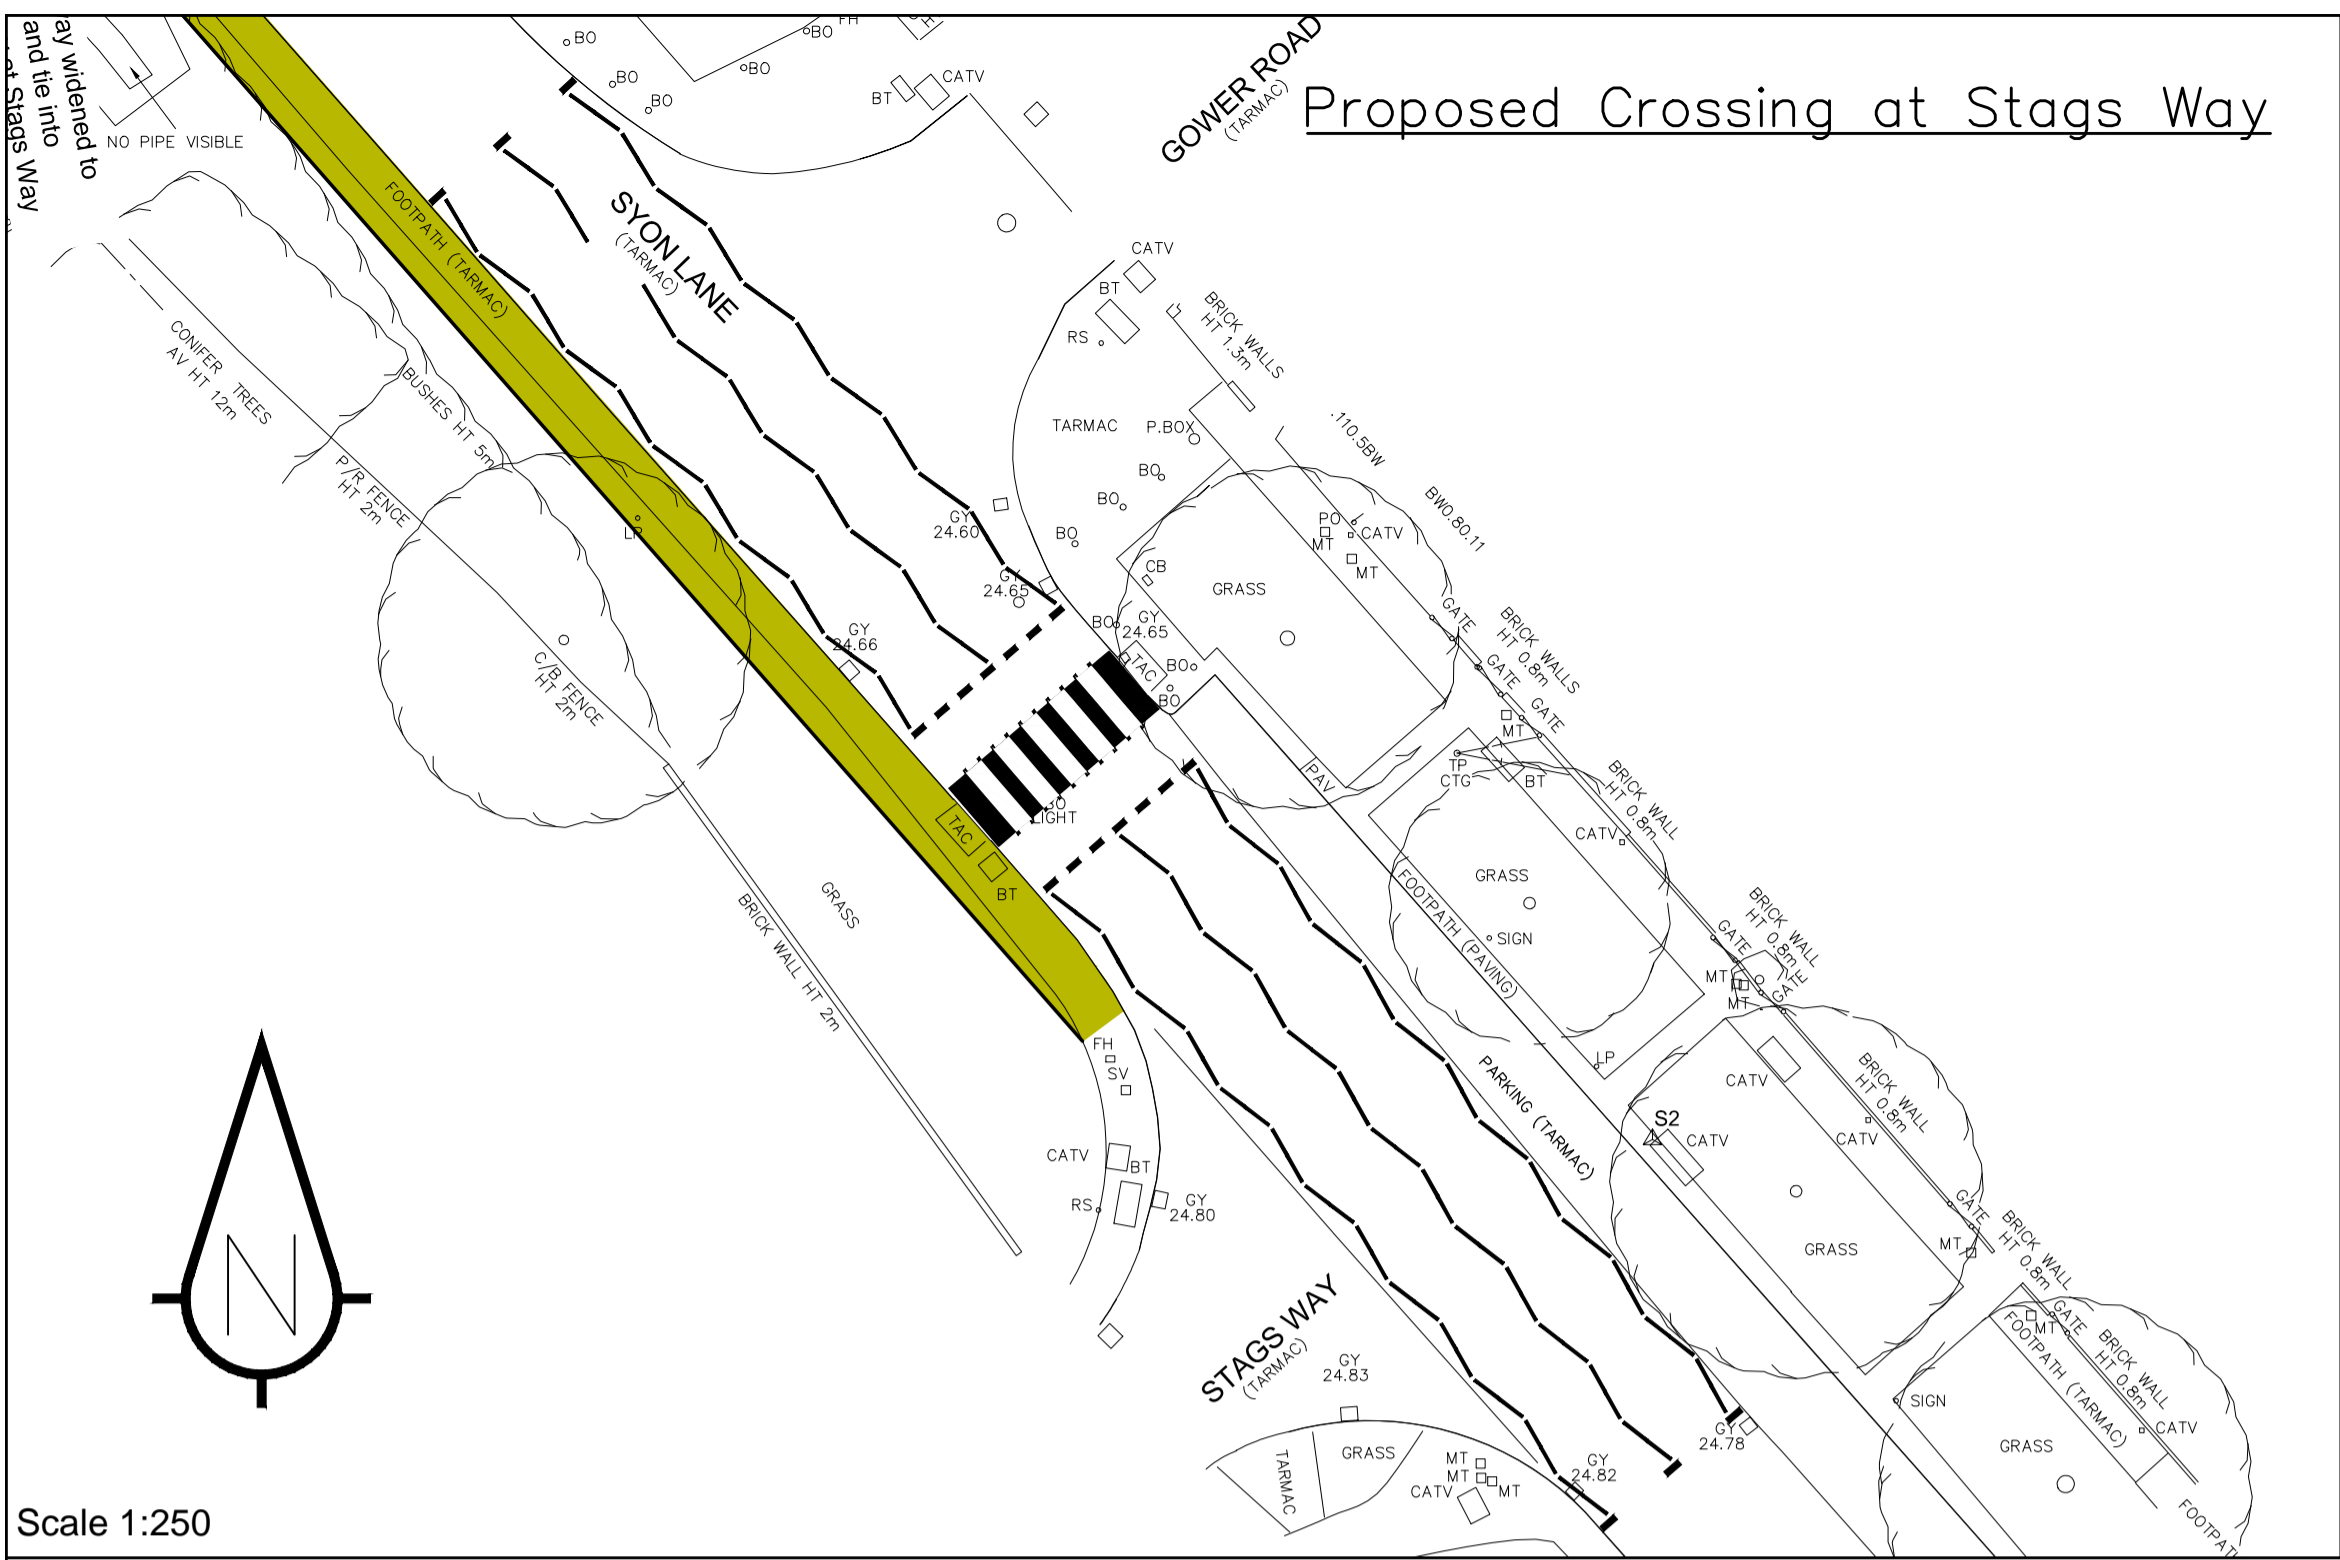 Proposed Crossing at Stags Way
ay widened to
and tie into
at Stags Way
NO PIPE VISIBLE
BO
BO
BO
BO
BO
FH
BT
CATV
GOWER ROAD
(TARMAC)
SYON LANE
(TARMAC)
FOOTPATH (TARMAC)
CONIFER TREES
AV HT 12m
BUSHES HT 5m
P/R FENCE
HT 2m
C/B FENCE
HT 2m
LP
BRICK WALL HT 2m
GRASS
CATV
BT
RS
BRICK WALLS
HT 1.3m
TARMAC
P.BOX
BO
BO
BO
.110.5BW
BW0.80.11
GY
24.60
GY
24.65
GY
24.66
CB
GRASS
PO
MT
CATV
MT
BO
GY
24.65
TAC
BO
BO
GATE
BRICK WALLS
HT 0.8m
GATE
GATE
MT
TP
CTG
BT
PAV
BRICK WALL
HT 0.8m
CATV
BO
LIGHT
TAC
BT
GRASS
SIGN
FOOTPATH (PAVING)
BRICK WALL
HT 0.8m
GATE
MT
MT
GATE
FH
SV
LP
CATV
BRICK WALL
HT 0.8m
PARKING (TARMAC)
S2
CATV
CATV
CATV
BT
RS
GY
24.80
GRASS
GATE
MT
BRICK WALL
HT 0.8m
STAGS WAY
(TARMAC)
GY
24.83
MT
GATE
FOOTPATH (TARMAC)
BRICK WALL
HT 0.8m
SIGN
CATV
GRASS
GY
24.78
TARMAC
GRASS
MT
MT
MT
CATV
GY
24.82
FOOTPAT
N
Scale 1:250